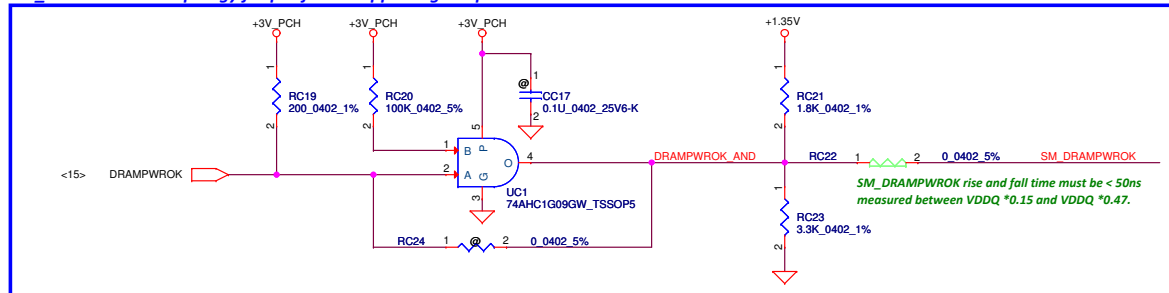 +3V_PCH
+3V_PCH
+3V_PCH
+1.35V
1
RC19
200_0402_1%
2
1
RC20
100K_0402_5%
2
@
1
CC17
0.1U_0402_25V6-K
2
1
RC21
1.8K_0402_1%
2
5
1
B
P
O
4
2
A
G
3
UC1
74AHC1G09GW_TSSOP5
<15>
DRAMPWROK
DRAMPWROK_AND
RC22
1
2
0_0402_5%
SM_DRAMPWROK
SM_DRAMPWROK rise and fall time must be < 50ns
measured between VDDQ *0.15 and VDDQ *0.47.
1
RC23
3.3K_0402_1%
2
RC24
1
@
2
0_0402_5%